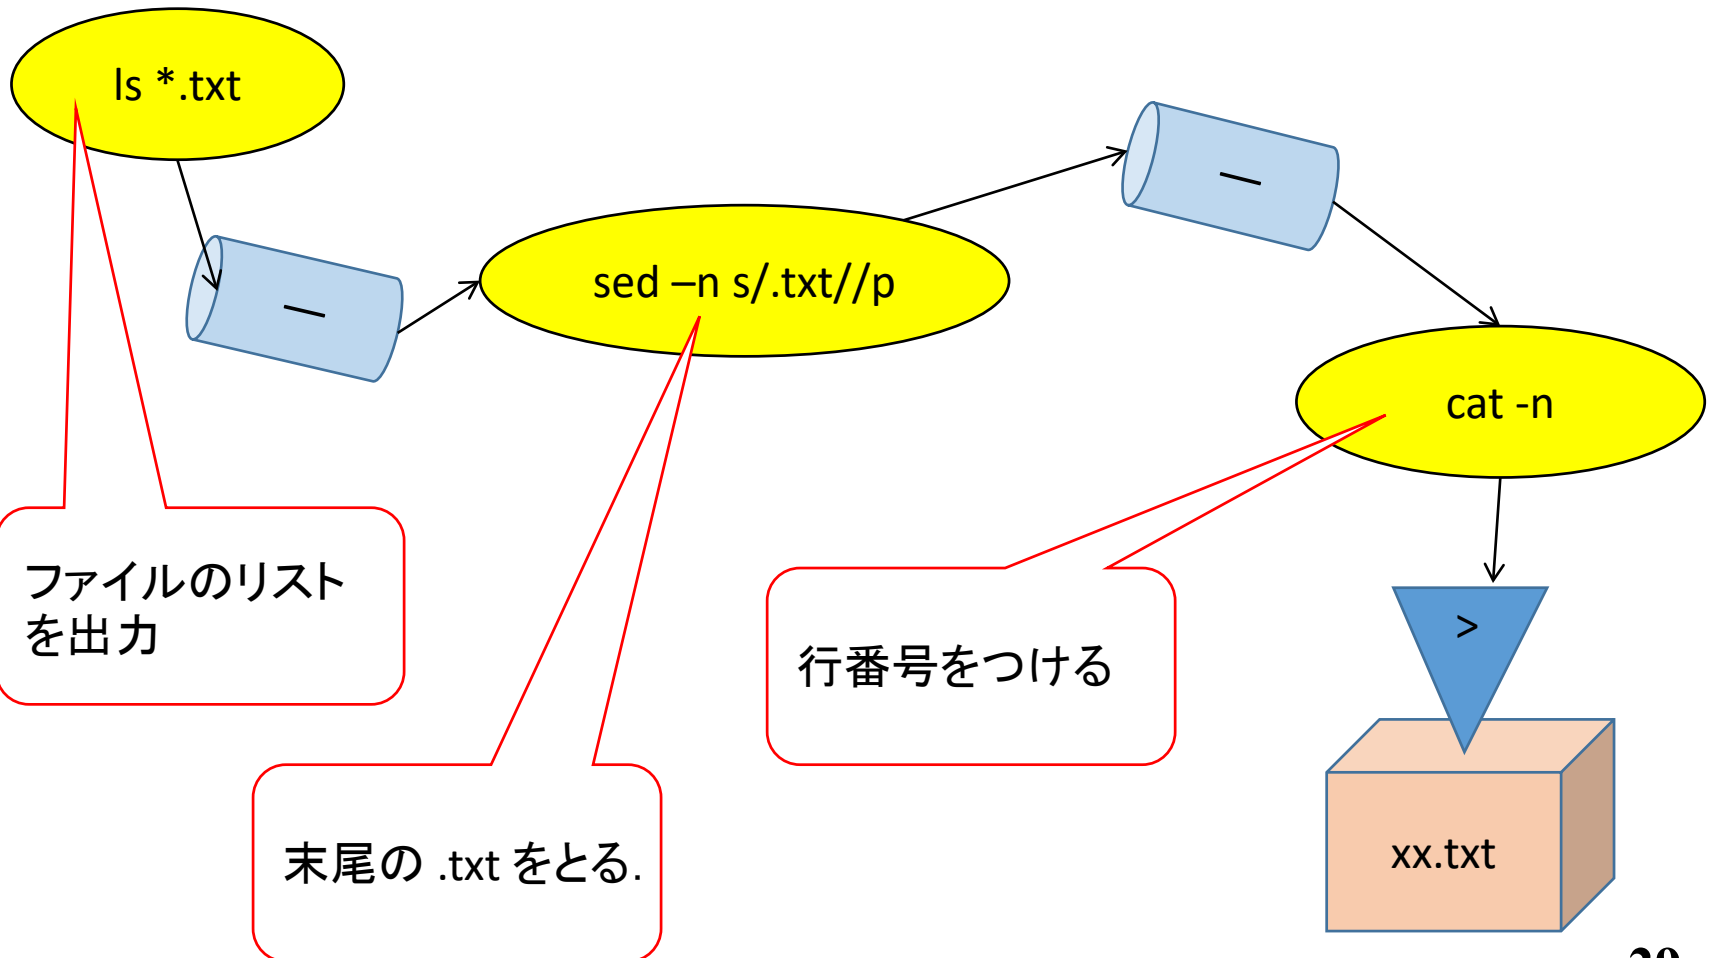 ls *.txt
|
sed –n s/.txt//p
|
cat -n
ファイルのリスト
を出力
行番号をつける
>
末尾の .txt をとる.
xx.txt